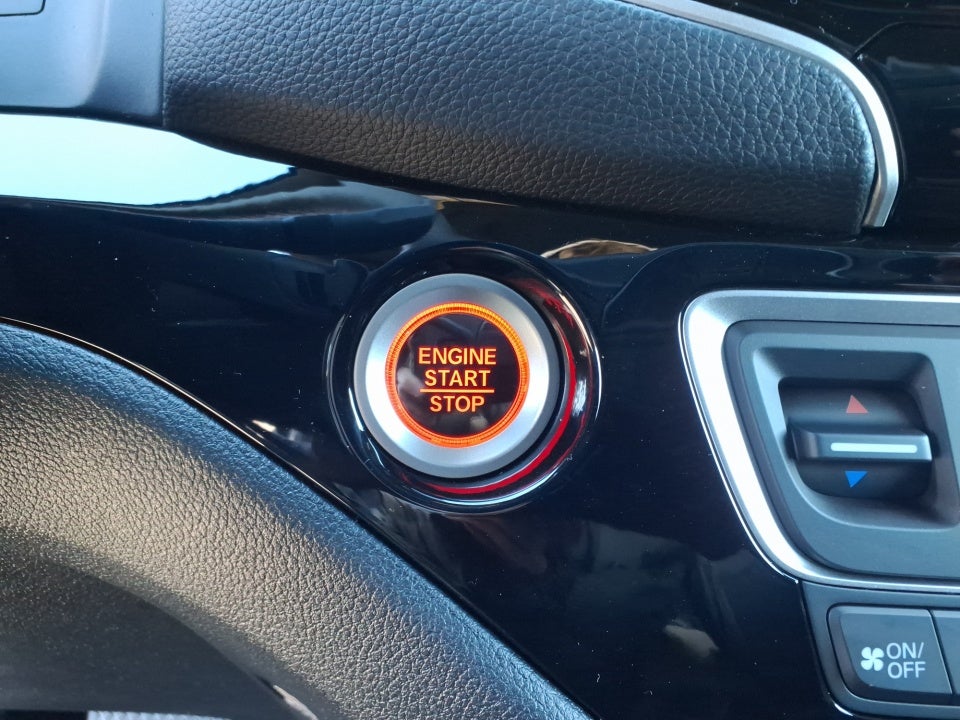 ENGINE
START
STOP
ON/
OFF